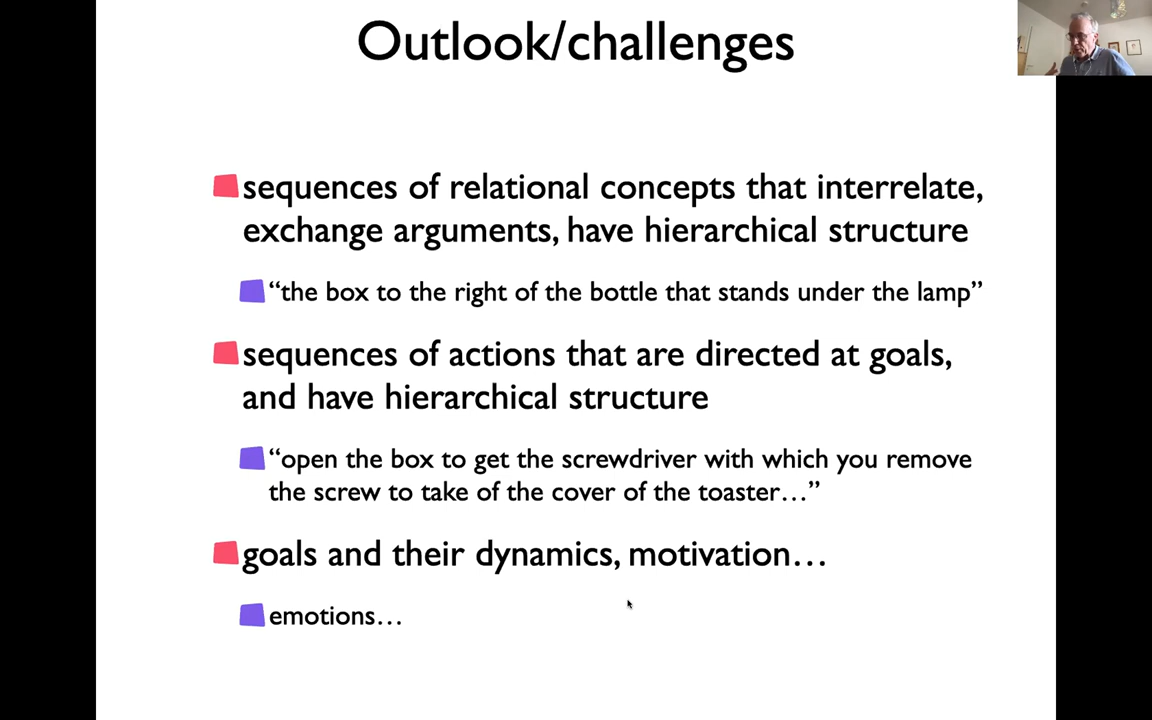 Outlook/challenges
sequences of relational concepts that interrelate,
exchange arguments, have hierarchical structure
“the box to the right of the bottle that stands under the lamp”
sequences of actions that are directed at goals,
and have hierarchical structure
“open the box to get the screwdriver with which you remove
the screw to take of the cover of the toaster…”
goals and their dynamics, motivation…
emotions…